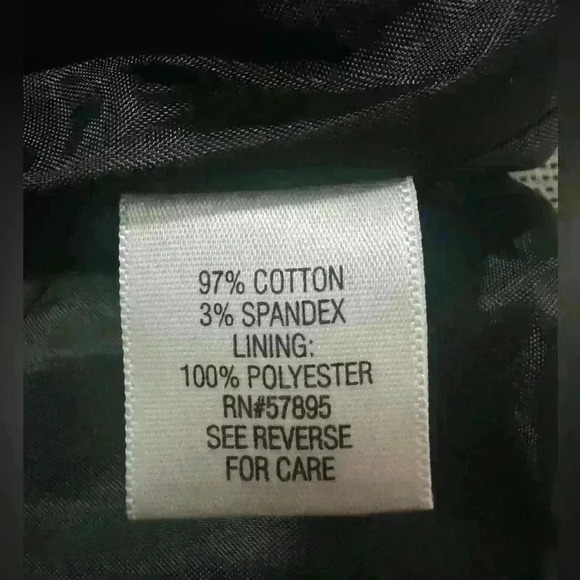 97% COTTON
3% SPANDEX
LINING:
100% POLYESTER
RN#57895
SEE REVERSE
FOR CARE